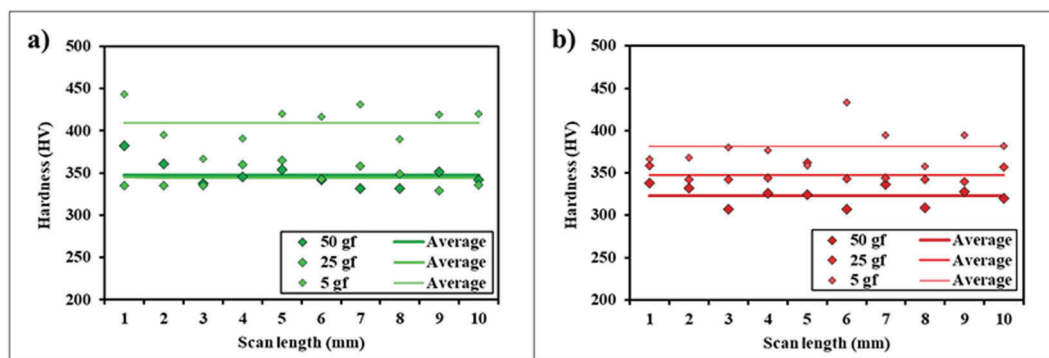 a)
500
450
400
350
300
250
200
Hardness (HV)
50 gf Average
25 gf Average
5 gf Average
1 2 3 4 5 6 7 8 9 10
Scan length (mm)
b)
500
450
400
350
300
250
200
Hardness (HV)
50 gf Average
25 gf Average
5 gf Average
1 2 3 4 5 6 7 8 9 10
Scan length (mm)